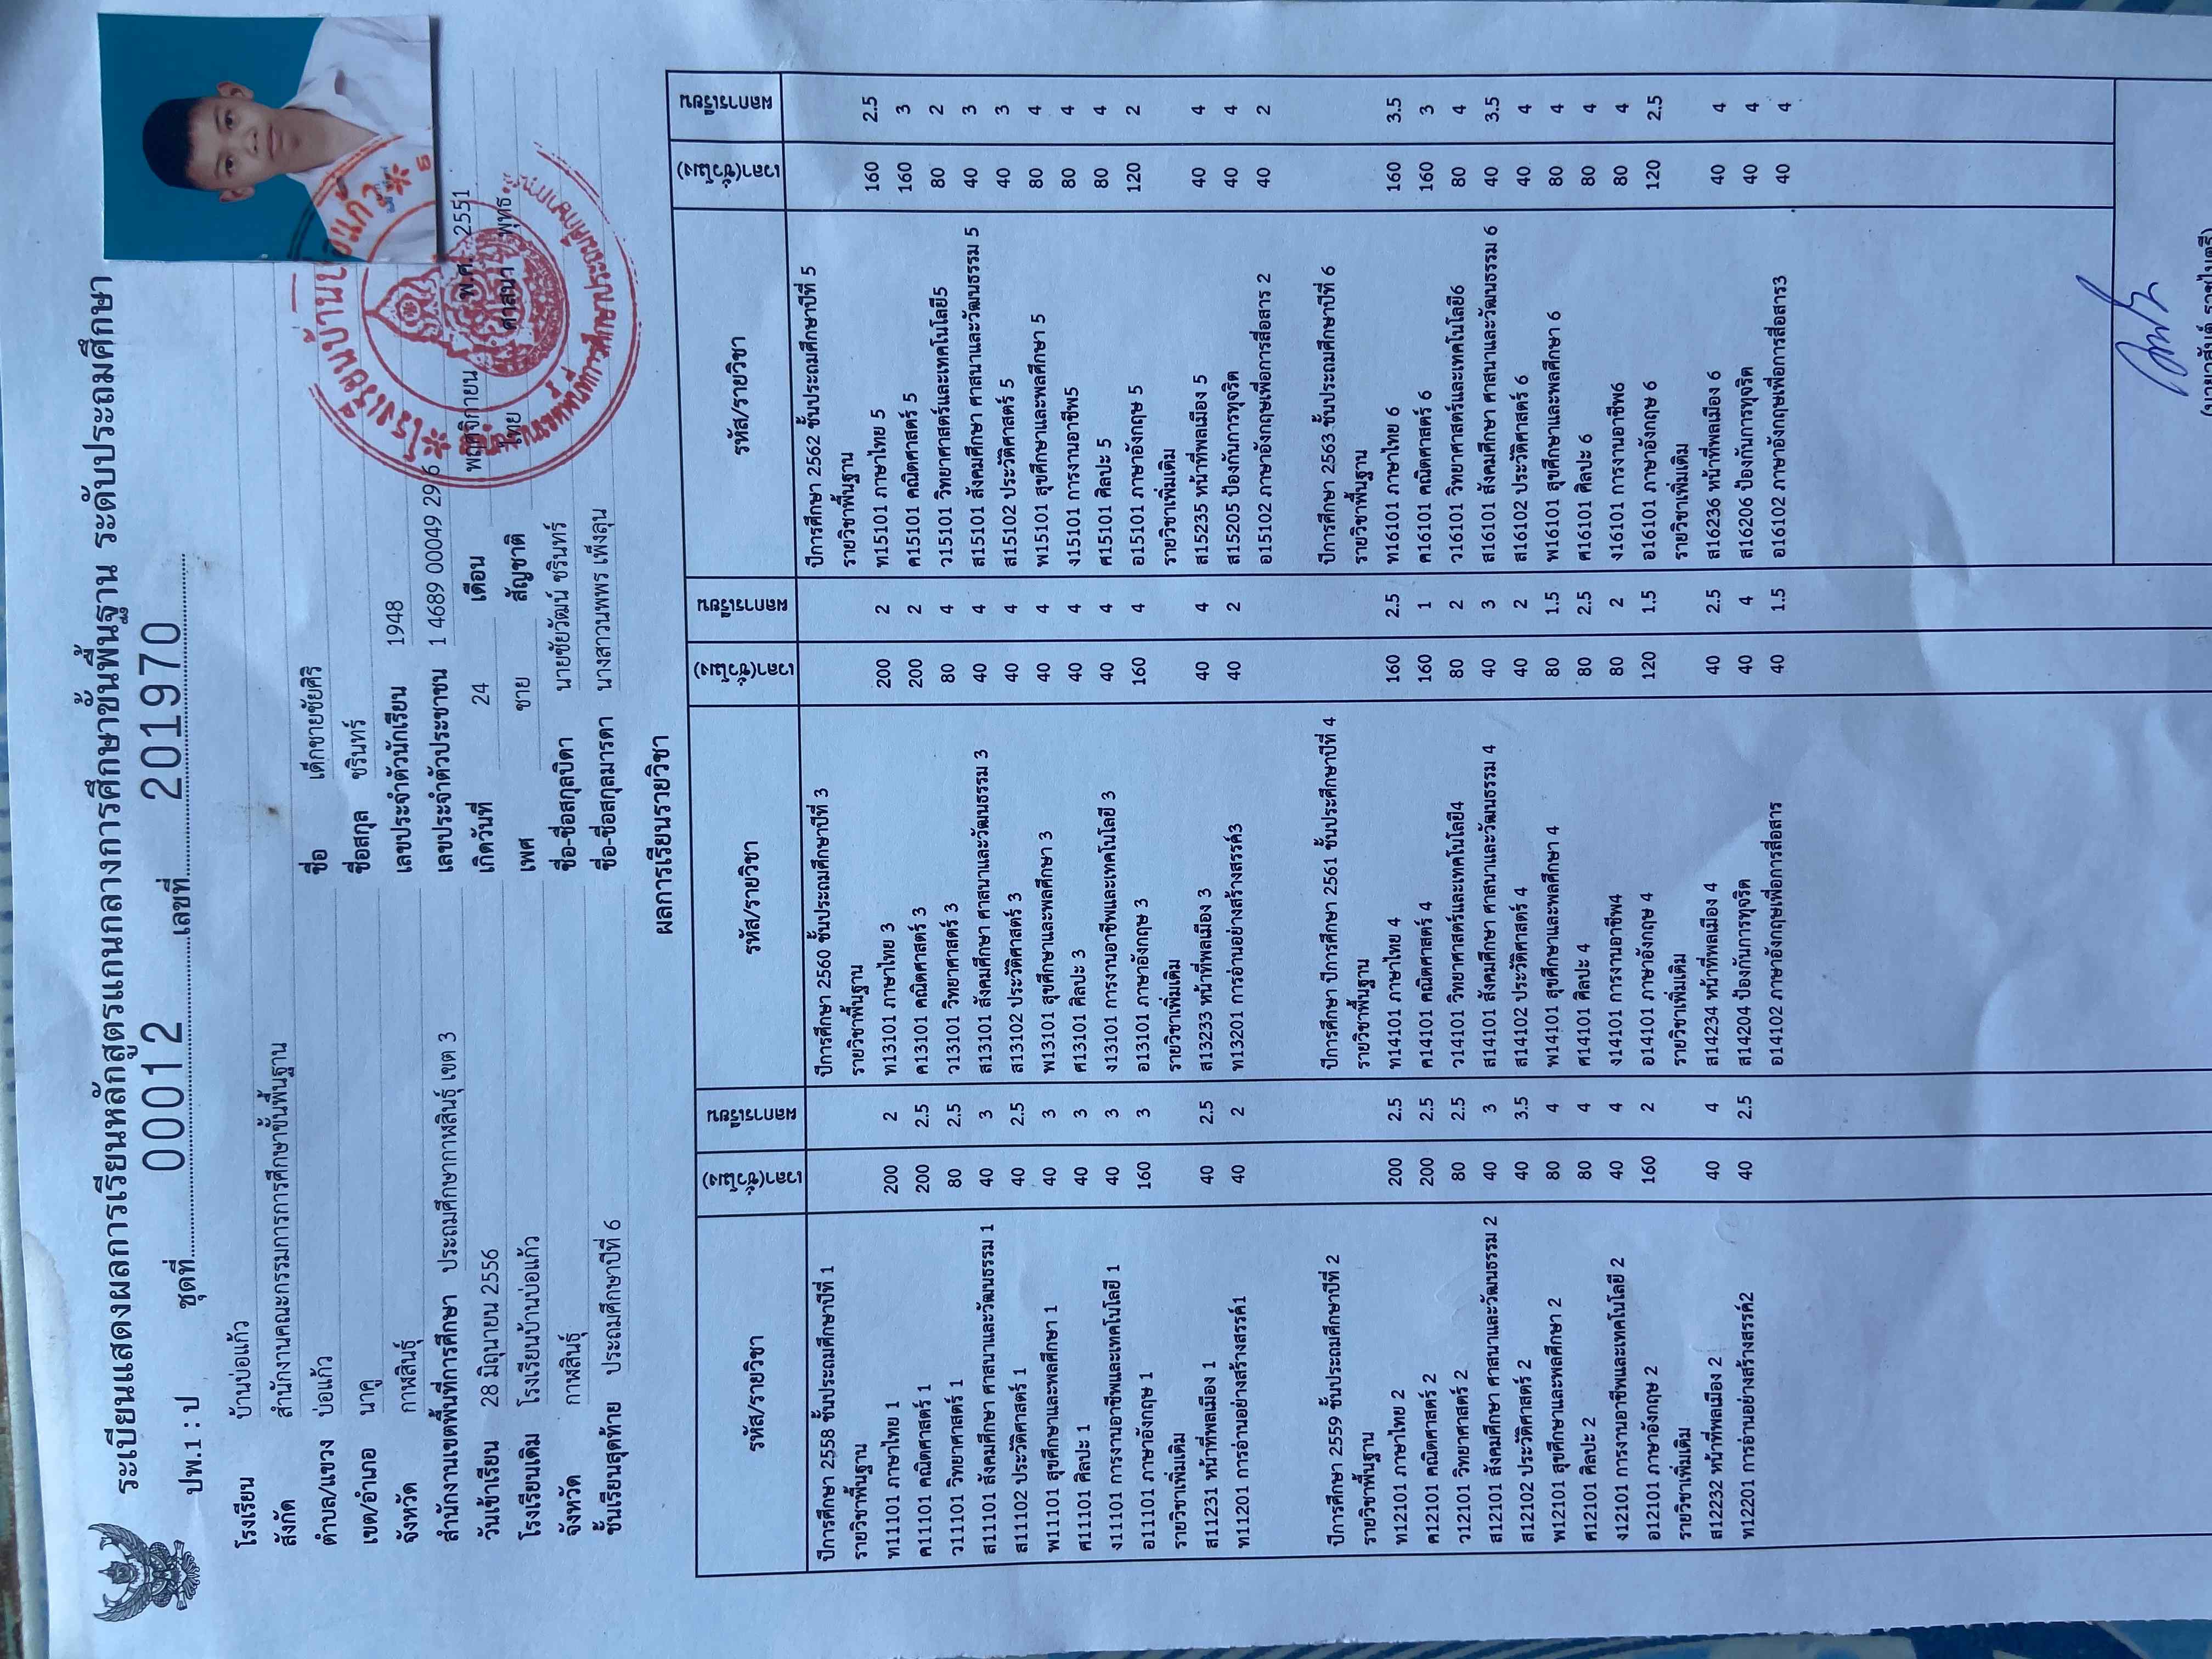 ระเบียนแสดงผลการเรียนหลักสูตรแกนกลางการศึกษาขั้นพื้นฐาน ระดับประถมศึกษา
ปพ.1 : ป ชุดที่ 00012 เลขที่ 201970
โรงเรียน บ้านบ่อแก้ว
สังกัด สำนักงานคณะกรรมการการศึกษาขั้นพื้นฐาน
ตำบล/แขวง บ่อแก้ว
เขต/อำเภอ นาคู
จังหวัด กาฬสินธุ์
สำนักงานเขตพื้นที่การศึกษา ประถมศึกษากาฬสินธุ์ เขต 3
วันเข้าเรียน 28 มิถุนายน 2556
โรงเรียนเดิม โรงเรียนบ้านบ่อแก้ว
จังหวัด กาฬสินธุ์
ชั้นเรียนสุดท้าย ประถมศึกษาปีที่ 6
ชื่อ เด็กชายชัยศิริ
ชื่อสกุล ชรินทร์
เลขประจำตัวนักเรียน 1948
เลขประจำตัวประชาชน 1 4689 00049 29 6
เกิดวันที่ 24 เดือน พฤศจิกายน พ.ศ. 2551
เพศ ชาย สัญชาติ ไทย ศาสนา พุทธ
ชื่อ-ชื่อสกุลบิดา นายชัยวัฒน์ ชรินทร์
ชื่อ-ชื่อสกุลมารดา นางสาวนพพร เพ็งลุน
โรงเรียนบ้านบ่อแก้ว
ผลการเรียนรายวิชา
รหัส/รายวิชา เวลา(ชั่วโมง) ผลการเรียน
ปีการศึกษา 2558 ชั้นประถมศึกษาปีที่ 1
รายวิชาพื้นฐาน
ท11101 ภาษาไทย 1 200 2
ค11101 คณิตศาสตร์ 1 200 2.5
ว11101 วิทยาศาสตร์ 1 80 2.5
ส11101 สังคมศึกษา ศาสนาและวัฒนธรรม 1 40 3
ส11102 ประวัติศาสตร์ 1 40 2.5
พ11101 สุขศึกษาและพลศึกษา 1 40 3
ศ11101 ศิลปะ 1 40 3
ง11101 การงานอาชีพและเทคโนโลยี 1 40 3
อ11101 ภาษาอังกฤษ 1 160 3
รายวิชาเพิ่มเติม
ส11231 หน้าที่พลเมือง 1 40 2.5
ท11201 การอ่านอย่างสร้างสรรค์1 40 2
ปีการศึกษา 2559 ชั้นประถมศึกษาปีที่ 2
รายวิชาพื้นฐาน
ท12101 ภาษาไทย 2 200 2.5
ค12101 คณิตศาสตร์ 2 200 2.5
ว12101 วิทยาศาสตร์ 2 80 2.5
ส12101 สังคมศึกษา ศาสนาและวัฒนธรรม 2 40 3
ส12102 ประวัติศาสตร์ 2 40 3.5
พ12101 สุขศึกษาและพลศึกษา 2 80 4
ศ12101 ศิลปะ 2 80 4
ง12101 การงานอาชีพและเทคโนโลยี 2 40 4
อ12101 ภาษาอังกฤษ 2 160 2
รายวิชาเพิ่มเติม
ส12232 หน้าที่พลเมือง 2 40 4
ท12201 การอ่านอย่างสร้างสรรค์2 40 2.5
รหัส/รายวิชา เวลา(ชั่วโมง) ผลการเรียน
ปีการศึกษา 2560 ชั้นประถมศึกษาปีที่ 3
รายวิชาพื้นฐาน
ท13101 ภาษาไทย 3 200 2
ค13101 คณิตศาสตร์ 3 200 2
ว13101 วิทยาศาสตร์ 3 80 4
ส13101 สังคมศึกษา ศาสนาและวัฒนธรรม 3 40 4
ส13102 ประวัติศาสตร์ 3 40 4
พ13101 สุขศึกษาและพลศึกษา 3 40 4
ศ13101 ศิลปะ 3 40 4
ง13101 การงานอาชีพและเทคโนโลยี 3 40 4
อ13101 ภาษาอังกฤษ 3 160 4
รายวิชาเพิ่มเติม
ส13233 หน้าที่พลเมือง 3 40 4
ท13201 การอ่านอย่างสร้างสรรค์3 40 2
ปีการศึกษา ปีการศึกษา 2561 ชั้นประถมศึกษาปีที่ 4
รายวิชาพื้นฐาน
ท14101 ภาษาไทย 4 160 2.5
ค14101 คณิตศาสตร์ 4 160 1
ว14101 วิทยาศาสตร์และเทคโนโลยี4 80 2
ส14101 สังคมศึกษา ศาสนาและวัฒนธรรม 4 40 3
ส14102 ประวัติศาสตร์ 4 40 2
พ14101 สุขศึกษาและพลศึกษา 4 80 1.5
ศ14101 ศิลปะ 4 80 2.5
ง14101 การงานอาชีพ4 80 2
อ14101 ภาษาอังกฤษ 4 120 1.5
รายวิชาเพิ่มเติม
ส14234 หน้าที่พลเมือง 4 40 2.5
ส14204 ป้องกันการทุจริต 40 4
อ14102 ภาษาอังกฤษเพื่อการสื่อสาร 40 1.5
รหัส/รายวิชา เวลา(ชั่วโมง) ผลการเรียน
ปีการศึกษา 2562 ชั้นประถมศึกษาปีที่ 5
รายวิชาพื้นฐาน
ท15101 ภาษาไทย 5 160 2.5
ค15101 คณิตศาสตร์ 5 160 3
ว15101 วิทยาศาสตร์และเทคโนโลยี5 80 2
ส15101 สังคมศึกษา ศาสนาและวัฒนธรรม 5 40 3
ส15102 ประวัติศาสตร์ 5 40 3
พ15101 สุขศึกษาและพลศึกษา 5 80 4
ง15101 การงานอาชีพ5 80 4
ศ15101 ศิลปะ 5 80 4
อ15101 ภาษาอังกฤษ 5 120 2
รายวิชาเพิ่มเติม
ส15235 หน้าที่พลเมือง 5 40 4
ส15205 ป้องกันการทุจริต 40 4
อ15102 ภาษาอังกฤษเพื่อการสื่อสาร 2 40 2
ปีการศึกษา 2563 ชั้นประถมศึกษาปีที่ 6
รายวิชาพื้นฐาน
ท16101 ภาษาไทย 6 160 3.5
ค16101 คณิตศาสตร์ 6 160 3
ว16101 วิทยาศาสตร์และเทคโนโลยี6 80 4
ส16101 สังคมศึกษา ศาสนาและวัฒนธรรม 6 40 3.5
ส16102 ประวัติศาสตร์ 6 40 4
พ16101 สุขศึกษาและพลศึกษา 6 80 4
ศ16101 ศิลปะ 6 80 4
ง16101 การงานอาชีพ6 80 4
อ16101 ภาษาอังกฤษ 6 120 2.5
รายวิชาเพิ่มเติม
ส16236 หน้าที่พลเมือง 6 40 4
ส16206 ป้องกันการทุจริต 40 4
อ16102 ภาษาอังกฤษเพื่อการสื่อสาร3 40 4